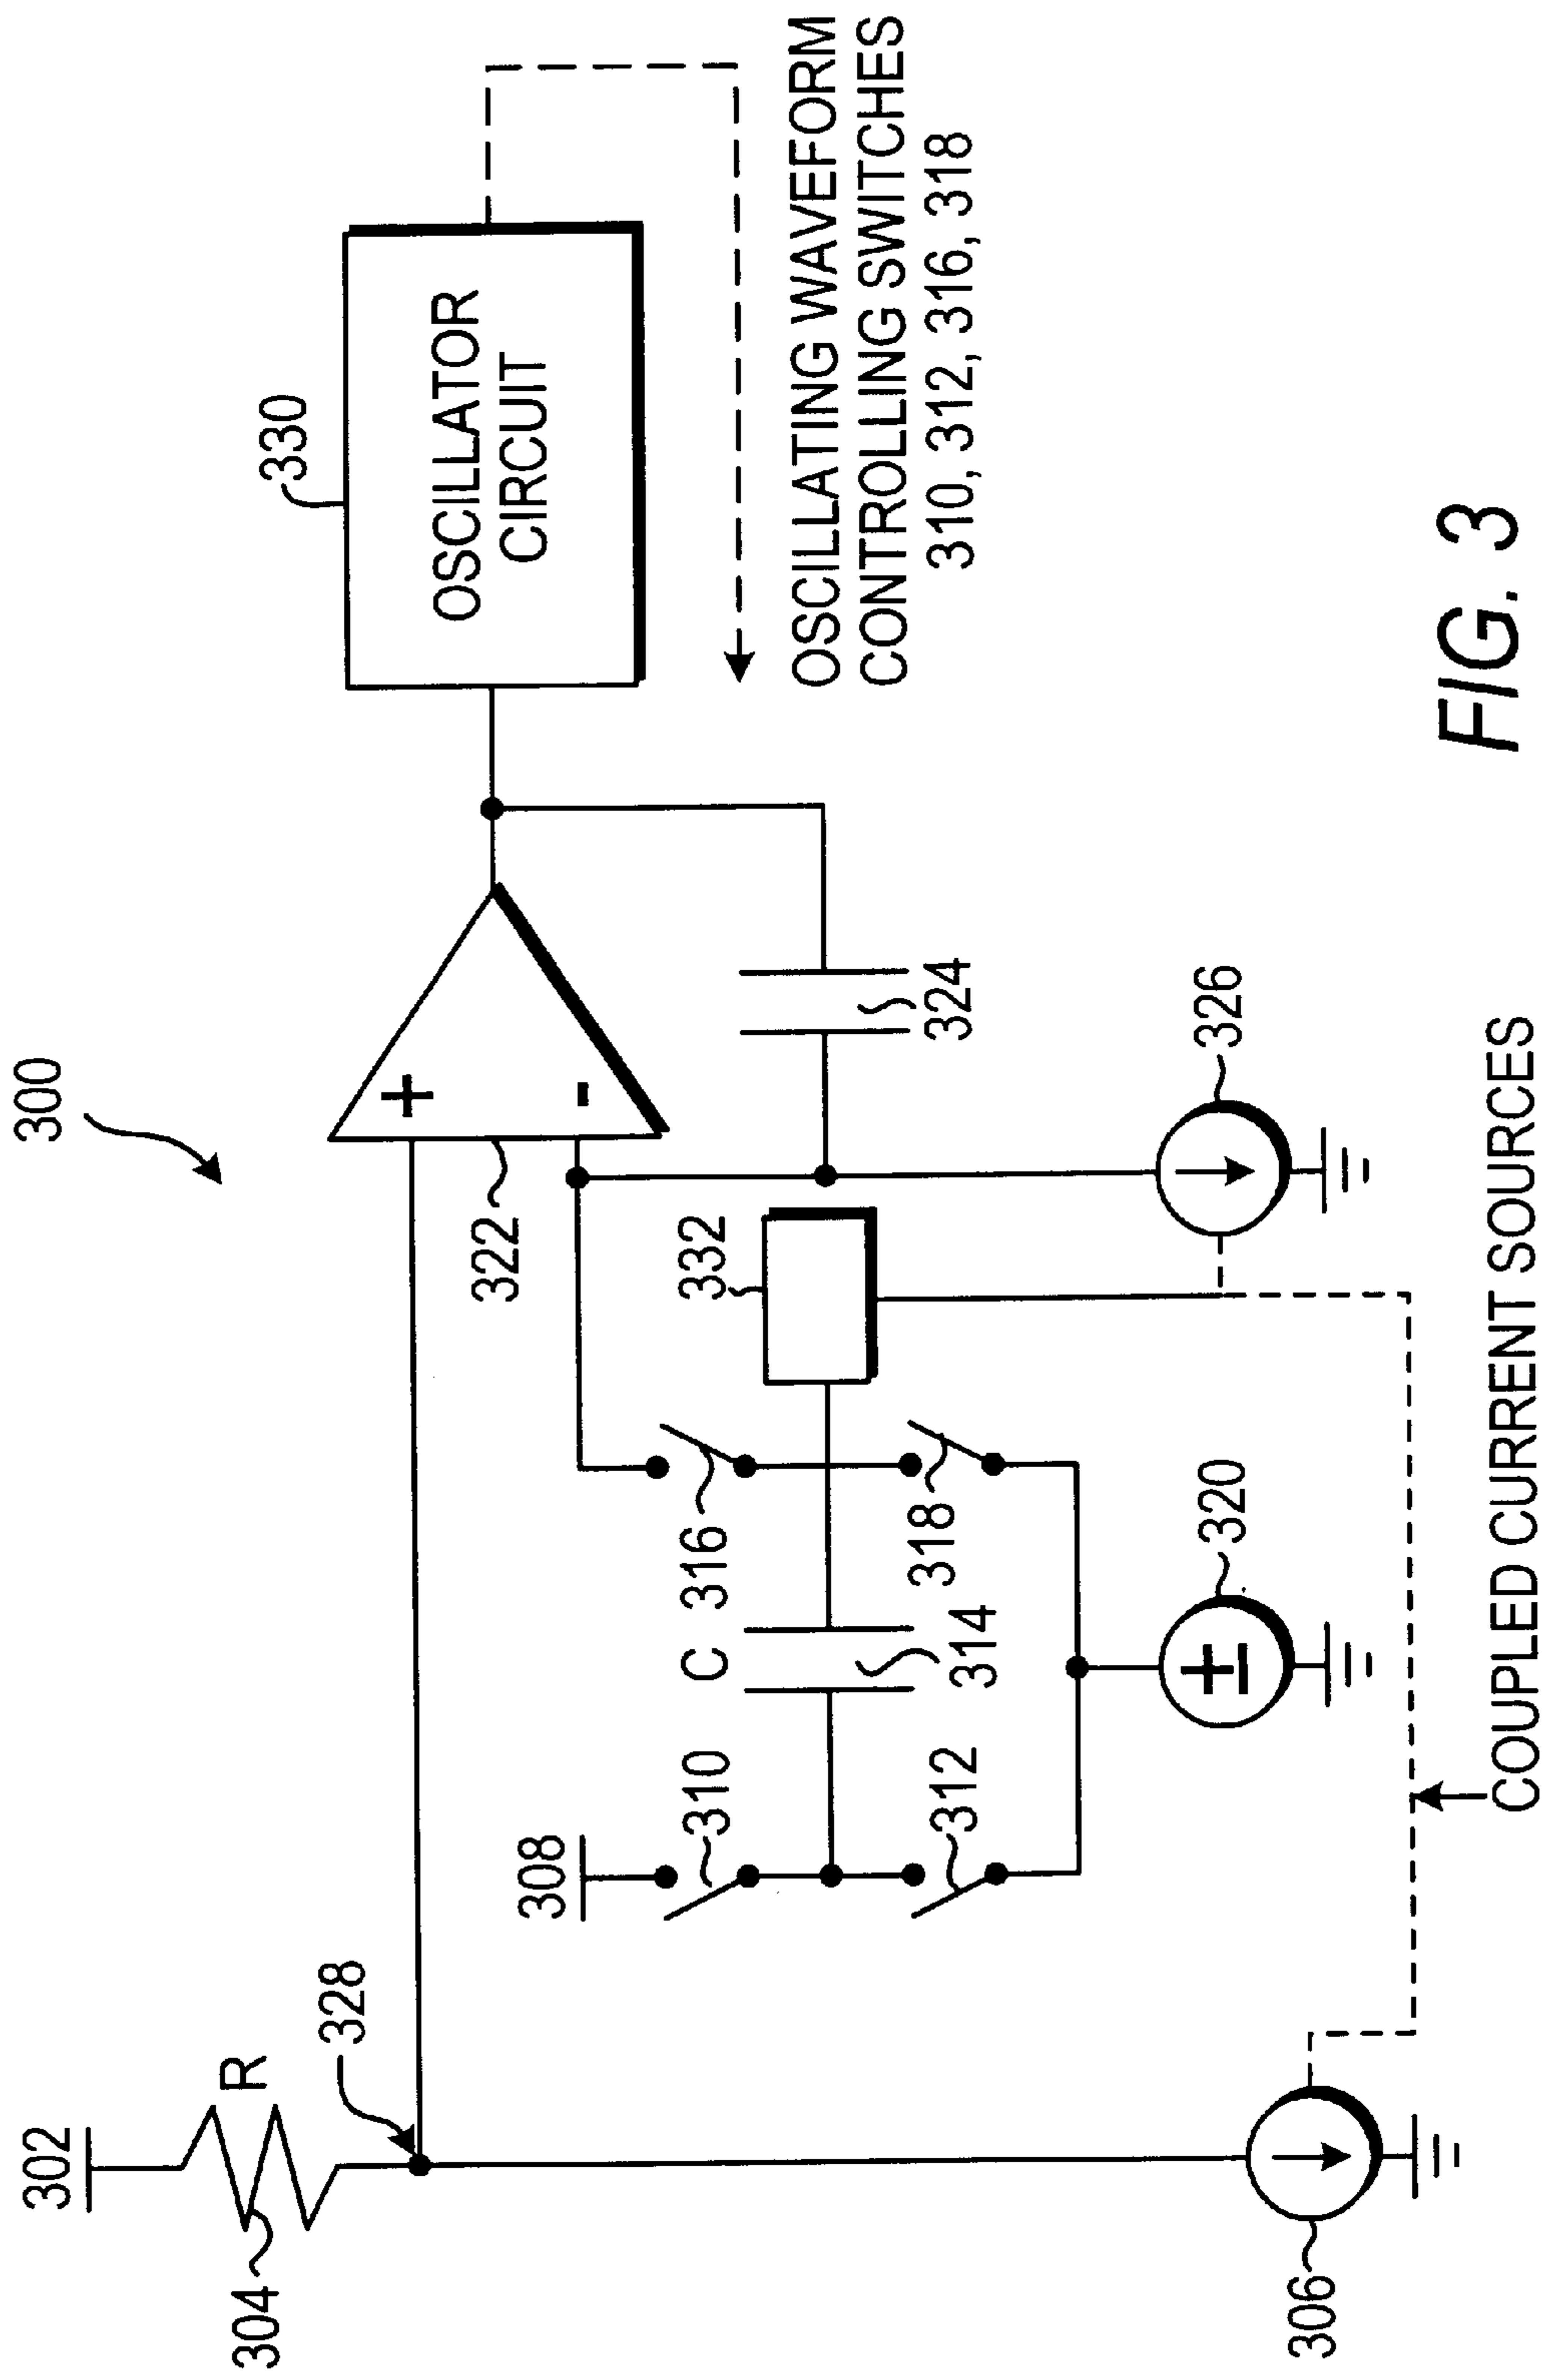 300
302
R
304
328
330
OSCILLATOR
CIRCUIT
+
-
322
308
310
C
316
332
312
314
318
324
OSCILLATING WAVEFORM
CONTROLLING SWITCHES
310, 312, 316, 318
306
±
320
326
COUPLED CURRENT SOURCES
FIG. 3